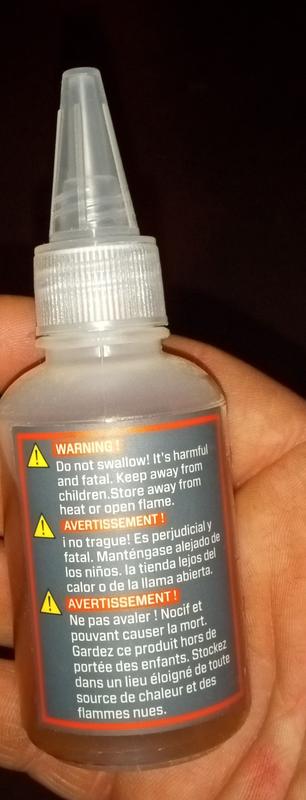 WARNING !
Do not swallow! It's harmful
and fatal. Keep away from
children.Store away from
heat or open flame.
AVERTISSEMENT !
i no trague! Es perjudicial y
fatal. Manténgase alejado de
los niños. la tienda lejos del
calor o de la llama abierta.
AVERTISSEMENT !
Ne pas avaler ! Nocif et
pouvant causer la mort.
Gardez ce produit hors de
portée des enfants. Stockez
dans un lieu éloigné de toute
source de chaleur et des
flammes nues.